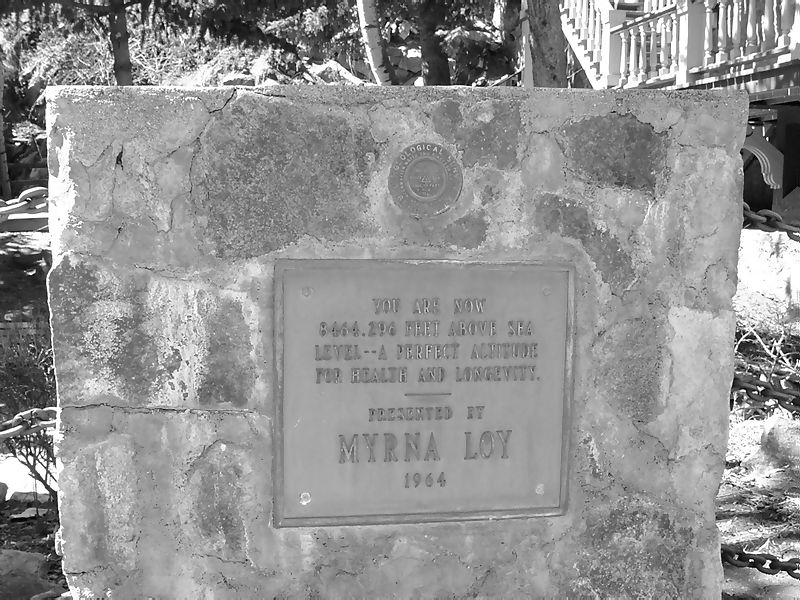 OLOGICAL
YOU ARE NOW
8464.296 FEET ABOVE SEA
LEVEL--A PERFECT ALTITUDE
FOR HEALTH AND LONGEVITY.
PRESENTED BY
MYRNA LOY
1964